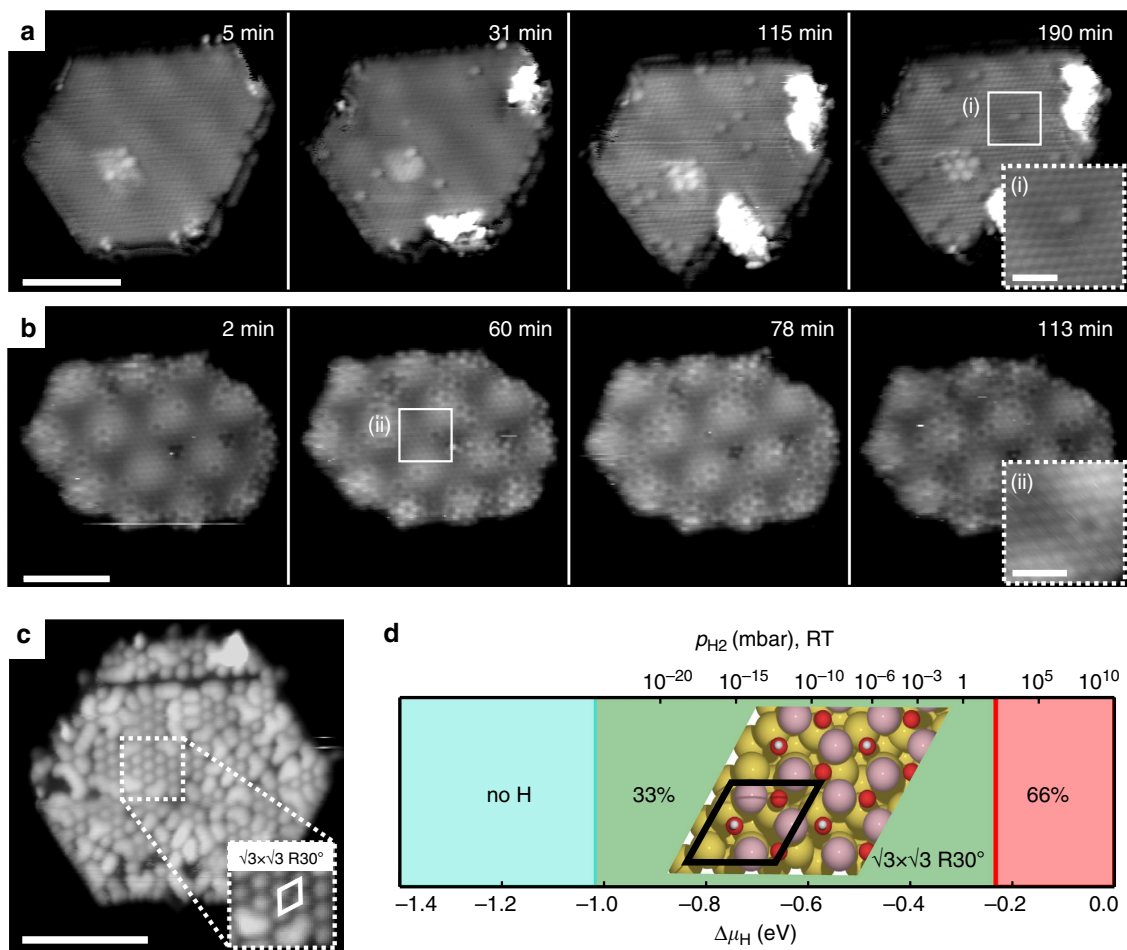 a
5 min
31 min
115 min
190 min
(i)
(i)
b
2 min
60 min
78 min
113 min
(ii)
(ii)
c
√3×√3 R30°
d
p_H2 (mbar), RT
10^−20 10^−15 10^−10 10^−6 10^−3 1 10^5 10^10
no H
33%
66%
√3×√3 R30°
−1.4 −1.2 −1.0 −0.8 −0.6 −0.4 −0.2 0.0
Δμ_H (eV)